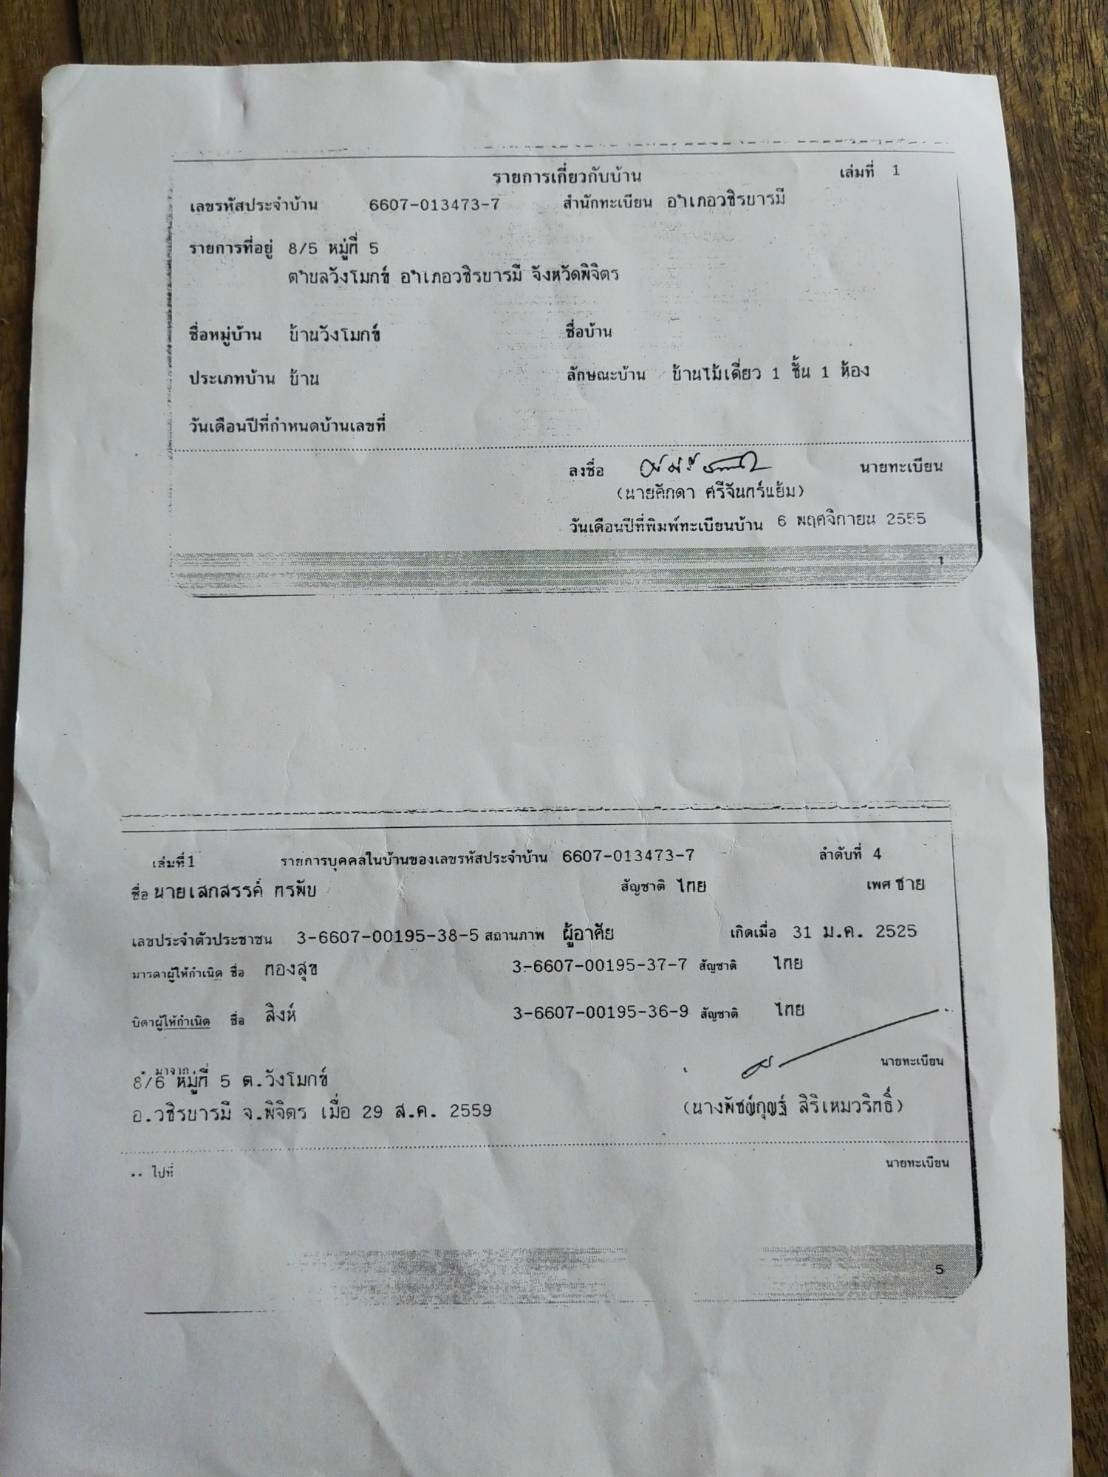 รายการเกี่ยวกับบ้าน เล่มที่ 1
เลขรหัสประจำบ้าน 6607-013473-7 สำนักทะเบียน อำเภอวชิรบารมี
รายการที่อยู่ 8/5 หมู่ที่ 5
ตำบลวังโมกข์ อำเภอวชิรบารมี จังหวัดพิจิตร
ชื่อหมู่บ้าน บ้านวังโมกข์ ชื่อบ้าน
ประเภทบ้าน บ้าน ลักษณะบ้าน บ้านไม้เดี่ยว 1 ชั้น 1 ห้อง
วันเดือนปีที่กำหนดบ้านเลขที่
ลงชื่อ นายทะเบียน
(นายศักดา ศรีจันทร์แย้ม)
วันเดือนปีที่พิมพ์ทะเบียนบ้าน 6 พฤศจิกายน 2555
1
เล่มที่ 1 รายการบุคคลในบ้านของเลขรหัสประจำบ้าน 6607-013473-7 ลำดับที่ 4
ชื่อ นายเสกสรรค์ ทรพับ สัญชาติ ไทย เพศ ชาย
เลขประจำตัวประชาชน 3-6607-00195-38-5 สถานภาพ ผู้อาศัย เกิดเมื่อ 31 ม.ค. 2525
มารดาผู้ให้กำเนิด ชื่อ ทองสุข 3-6607-00195-37-7 สัญชาติ ไทย
บิดาผู้ให้กำเนิด ชื่อ สิงห์ 3-6607-00195-36-9 สัญชาติ ไทย
* มาจาก นายทะเบียน
8/6 หมู่ที่ 5 ต.วังโมกข์
อ.วชิรบารมี จ.พิจิตร เมื่อ 29 ส.ค. 2559 (นางพัชญ์กุญฐ์ สิริเหมวริทธิ์)
** ไปที่ นายทะเบียน
5